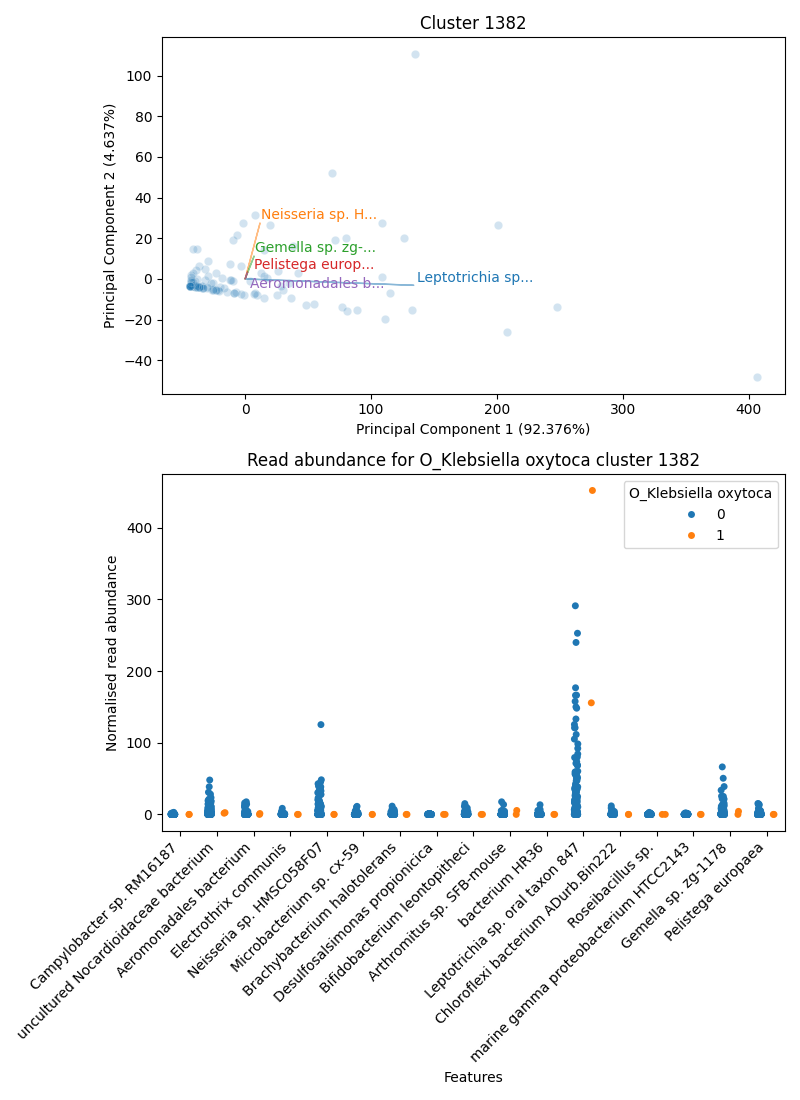 Cluster 1382
Principal Component 2 (4.637%)
100
80
60
40
20
0
−20
−40
Neisseria sp. H...
Gemella sp. zg-...
Pelistega europ...
Aeromonadales b...
Leptotrichia sp...
0 100 200 300 400
Principal Component 1 (92.376%)
Read abundance for O_Klebsiella oxytoca cluster 1382
Normalised read abundance
400
300
200
100
0
O_Klebsiella oxytoca
0
1
Campylobacter sp. RM16187
uncultured Nocardioidaceae bacterium
Aeromonadales bacterium
Electrothrix communis
Neisseria sp. HMSC058F07
Microbacterium sp. cx-59
Brachybacterium halotolerans
Desulfosalsimonas propionicica
Bifidobacterium leontopitheci
Arthromitus sp. SFB-mouse
bacterium HR36
Leptotrichia sp. oral taxon 847
Chloroflexi bacterium ADurb.Bin222
Roseibacillus sp.
marine gamma proteobacterium HTCC2143
Gemella sp. zg-1178
Pelistega europaea
Features